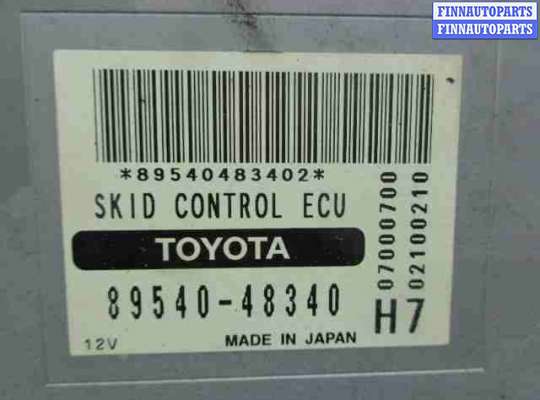 FINNAUTOPARTS
FINNAUTOPARTS
*89540483402*
SKID CONTROL ECU
TOYOTA
89540-48340
12V
MADE IN JAPAN
H7
07000700
02100210